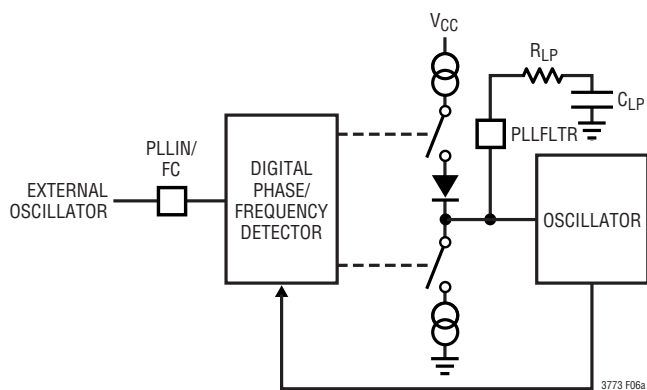 VCC
RLP
CLP
PLLFLTR
PLLIN/
FC
EXTERNAL
OSCILLATOR
DIGITAL
PHASE/
FREQUENCY
DETECTOR
OSCILLATOR
3773 F06a